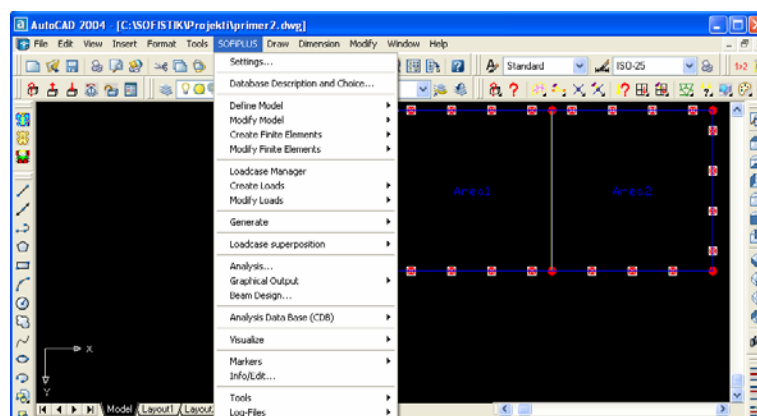 AutoCAD 2004 - [C:\SOFISTIK\Projekti\primer2.dwg]
File Edit View Insert Format Tools SOFiPLUS Draw Dimension Modify Window Help
Settings...
Standard
ISO-25
1±2
Database Description and Choice...
Define Model
Modify Model
Create Finite Elements
Modify Finite Elements
Loadcase Manager
Create Loads
Modify Loads
Area1
Area2
Generate
Loadcase superposition
Analysis...
Graphical Output
Beam Design...
Analysis Data Base (CDB)
Visualize
X
Markers
Info/Edit...
Y
Tools
Model Layout1 Layout
Log-Files